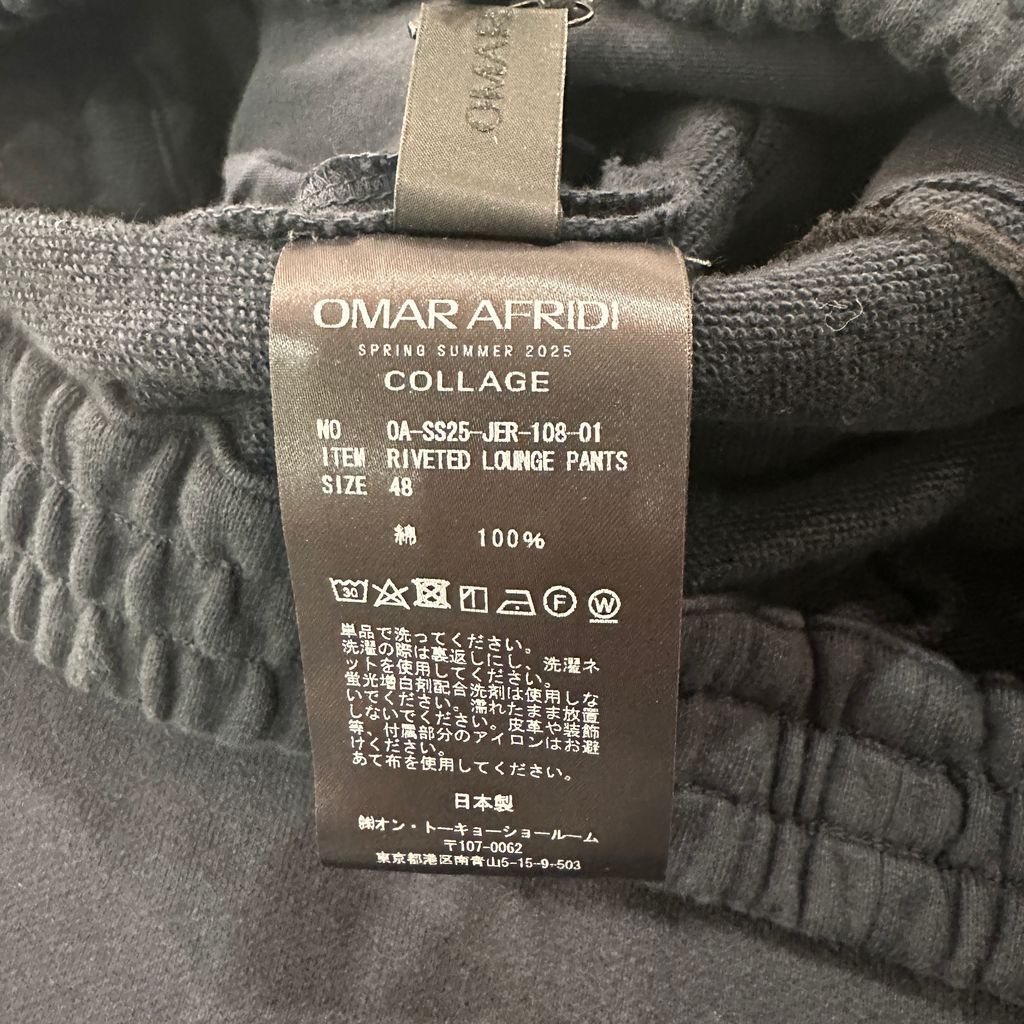 OMAR
OMAR AFRIDI
SPRING SUMMER 2025
COLLAGE
NO OA-SS25-JER-108-01
ITEM RIVETED LOUNGE PANTS
SIZE 48
綿 100%
30 F W
単品で洗ってください。
洗濯の際は裏返しにし、洗濯ネ
ットを使用してください。
蛍光増白剤配合洗剤は使用しな
いでください。濡れたまま放置
しないでください。皮革や装飾
等、付属部分のアイロンはお避
けください。
あて布を使用してください。
日本製
㈱オン・トーキョーショールーム
〒107-0062
東京都港区南青山5-15-9-503